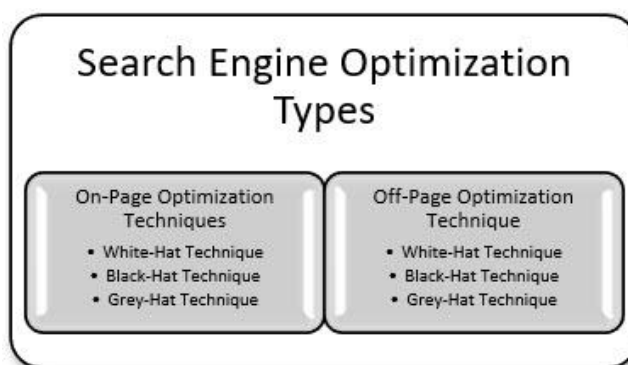 Search Engine Optimization
Types
On-Page Optimization
Techniques
• White-Hat Technique
• Black-Hat Technique
• Grey-Hat Technique
Off-Page Optimization
Technique
• White-Hat Technique
• Black-Hat Technique
• Grey-Hat Technique